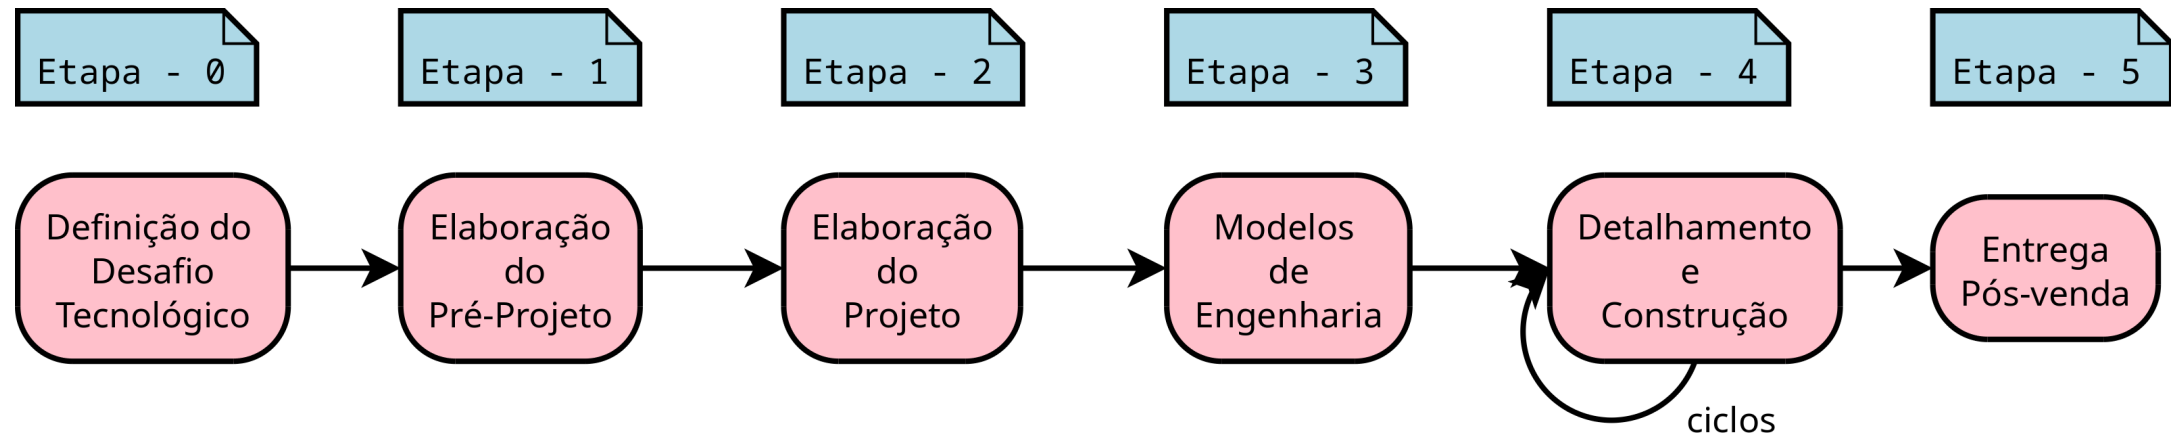 Etapa - 0
Etapa - 1
Etapa - 2
Etapa - 3
Etapa - 4
Etapa - 5
Definição do
Desafio
Tecnológico
Elaboração
do
Pré-Projeto
Elaboração
do
Projeto
Modelos
de
Engenharia
Detalhamento
e
Construção
Entrega
Pós-venda
ciclos